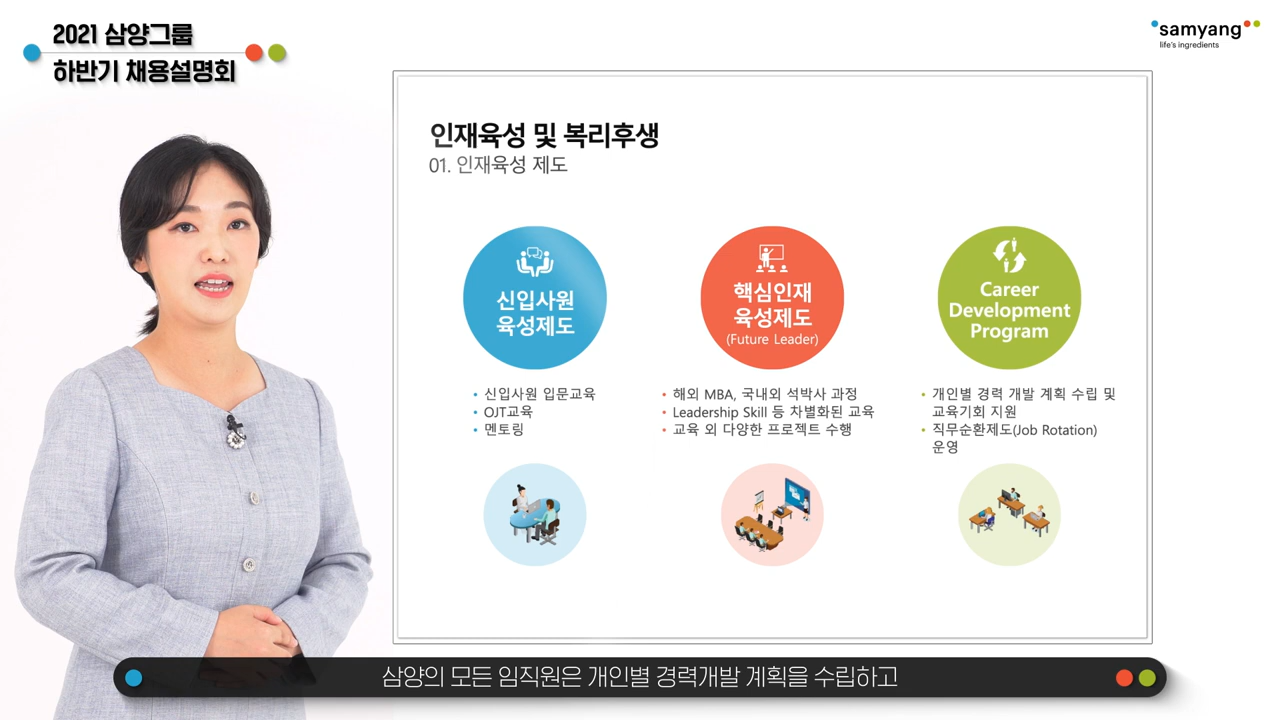 2021 삼양그룹
하반기 채용설명회
samyang
life's ingredients
인재육성 및 복리후생
01. 인재육성 제도
신입사원
육성제도
• 신입사원 입문교육
• OJT교육
• 멘토링
핵심인재
육성제도
(Future Leader)
• 해외 MBA, 국내외 석박사 과정
• Leadership Skill 등 차별화된 교육
• 교육 외 다양한 프로젝트 수행
Career
Development
Program
• 개인별 경력 개발 계획 수립 및
교육기회 지원
• 직무순환제도(Job Rotation)
운영
삼양의 모든 임직원은 개인별 경력개발 계획을 수립하고